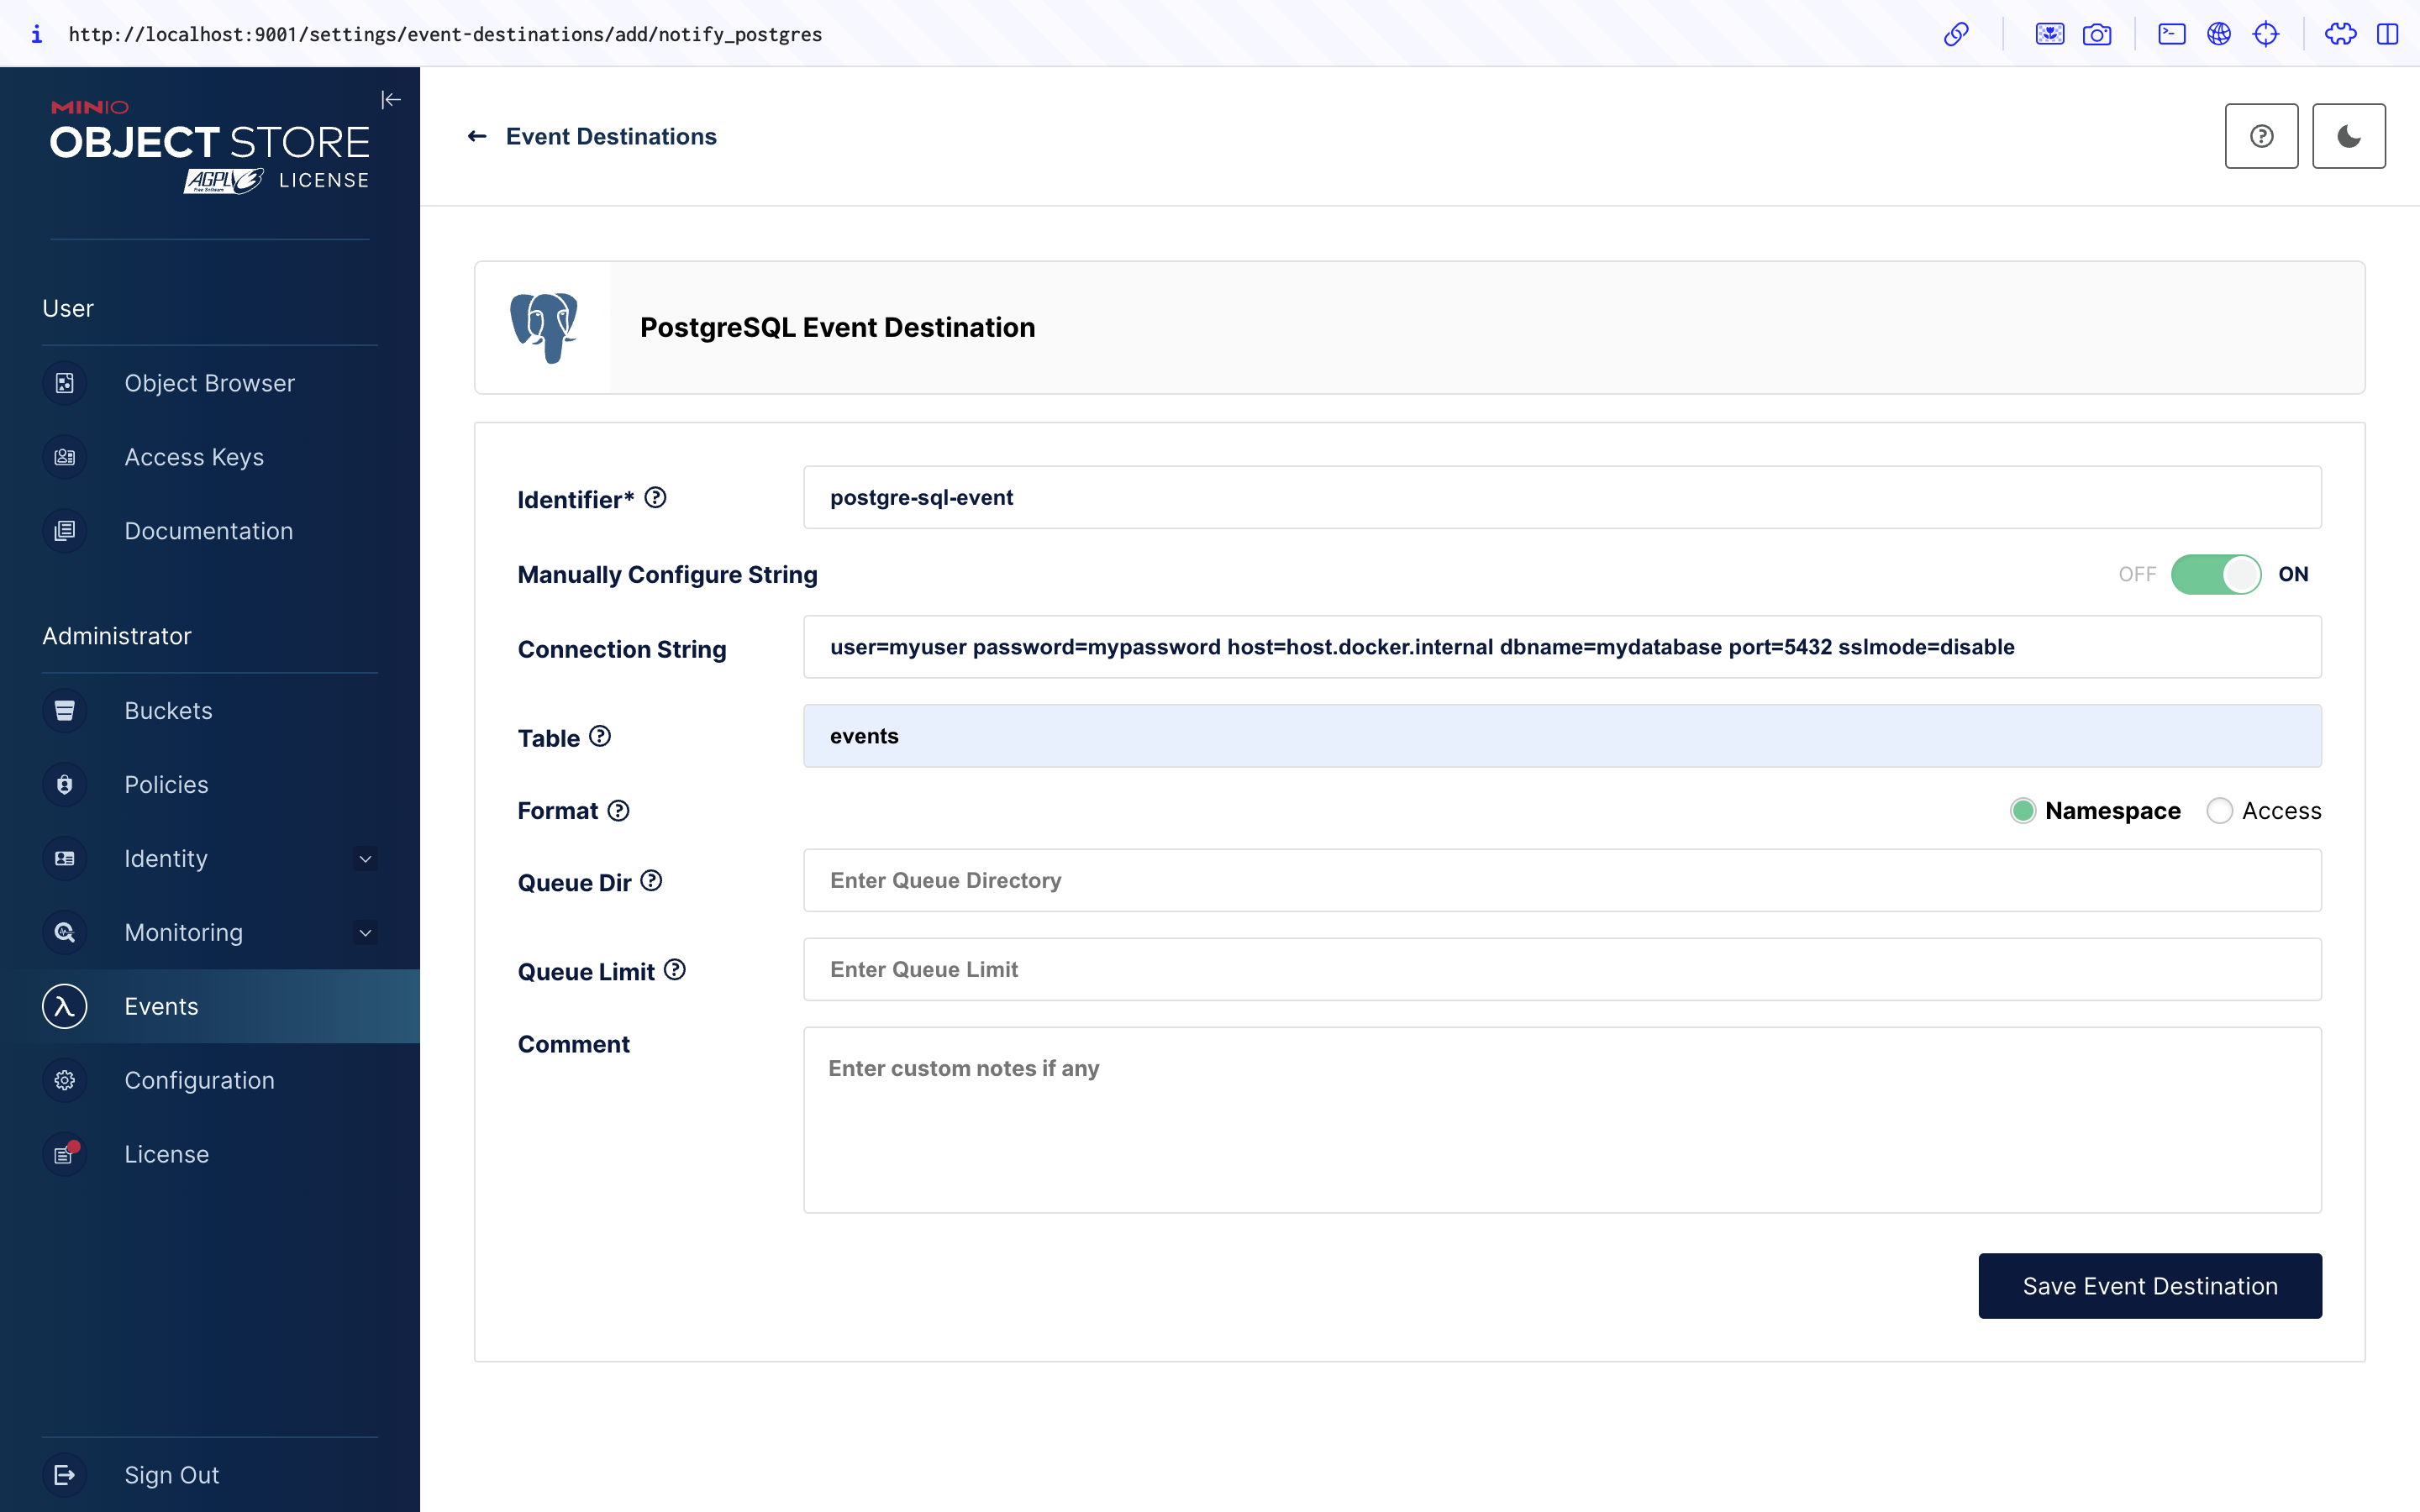 http://localhost:9001/settings/event-destinations/add/notify_postgres
MINIO
OBJECT STORE
AGPL v3 Free Software LICENSE
Event Destinations
User
Object Browser
Access Keys
Documentation
Administrator
Buckets
Policies
Identity
Monitoring
Events
Configuration
License
Sign Out
PostgreSQL Event Destination
Identifier* postgre-sql-event
Manually Configure String OFF ON
Connection String user=myuser password=mypassword host=host.docker.internal dbname=mydatabase port=5432 sslmode=disable
Table events
Format Namespace Access
Queue Dir Enter Queue Directory
Queue Limit Enter Queue Limit
Comment Enter custom notes if any
Save Event Destination